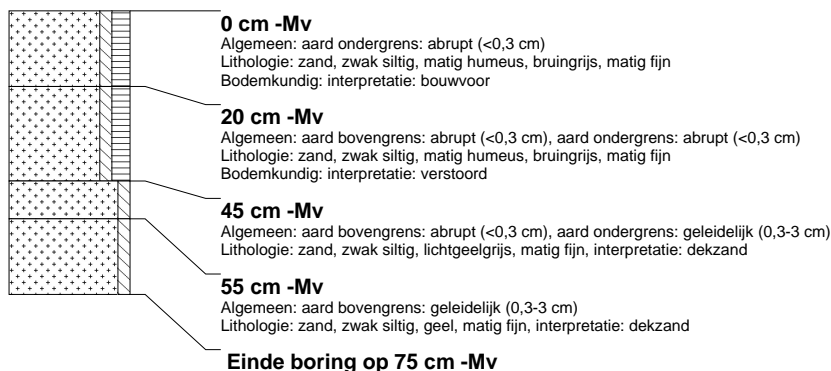 0 cm -Mv
Algemeen: aard ondergrens: abrupt (<0,3 cm)
Lithologie: zand, zwak siltig, matig humeus, bruingrijs, matig fijn
Bodemkundig: interpretatie: bouwvoor
20 cm -Mv
Algemeen: aard bovengrens: abrupt (<0,3 cm), aard ondergrens: abrupt (<0,3 cm)
Lithologie: zand, zwak siltig, matig humeus, bruingrijs, matig fijn
Bodemkundig: interpretatie: verstoord
45 cm -Mv
Algemeen: aard bovengrens: abrupt (<0,3 cm), aard ondergrens: geleidelijk (0,3-3 cm)
Lithologie: zand, zwak siltig, lichtgeelgrijs, matig fijn, interpretatie: dekzand
55 cm -Mv
Algemeen: aard bovengrens: geleidelijk (0,3-3 cm)
Lithologie: zand, zwak siltig, geel, matig fijn, interpretatie: dekzand
Einde boring op 75 cm -Mv